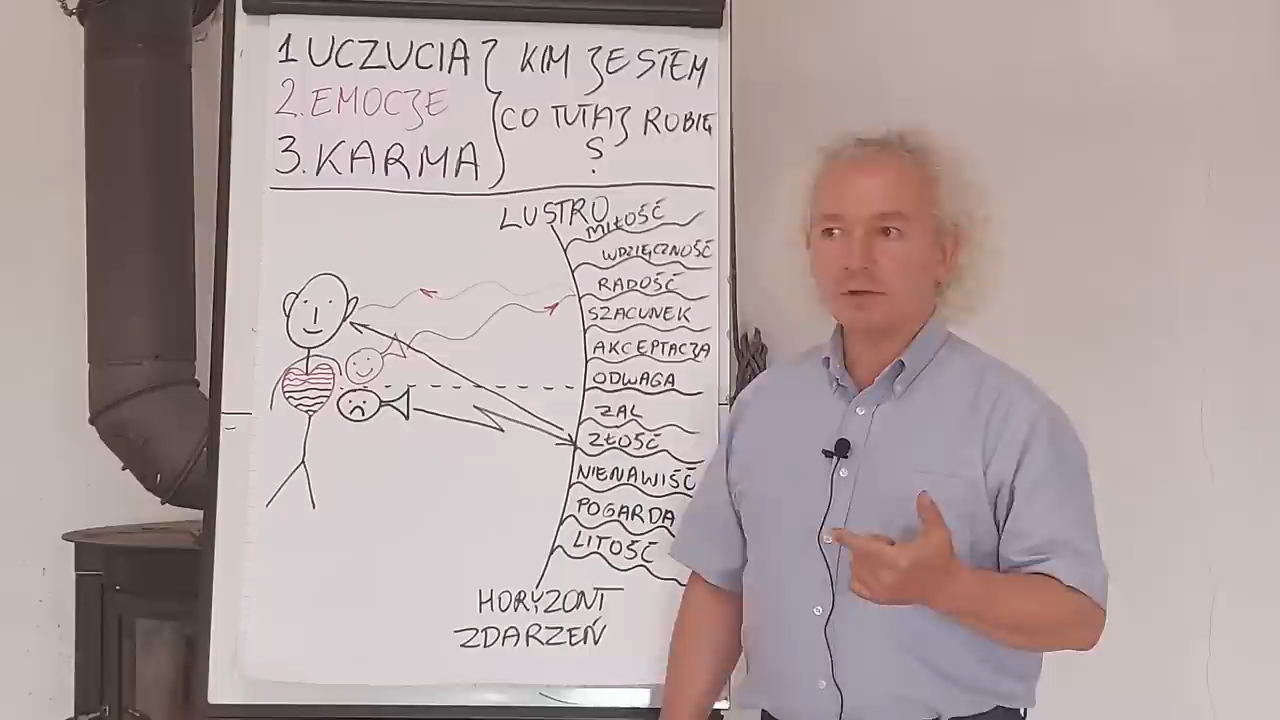 1 UCZUCIA } KIM JESTEM
2. EMOCJE } CO TUTAJ ROBIĘ
3. KARMA } ?
LUSTRO
MIŁOŚĆ
WDZIĘCZNOŚĆ
RADOŚĆ
SZACUNEK
AKCEPTACJA
ODWAGA
ŻAL
ZŁOŚĆ
NIENAWIŚĆ
POGARDA
LITOŚĆ
HORYZONT
ZDARZEŃ